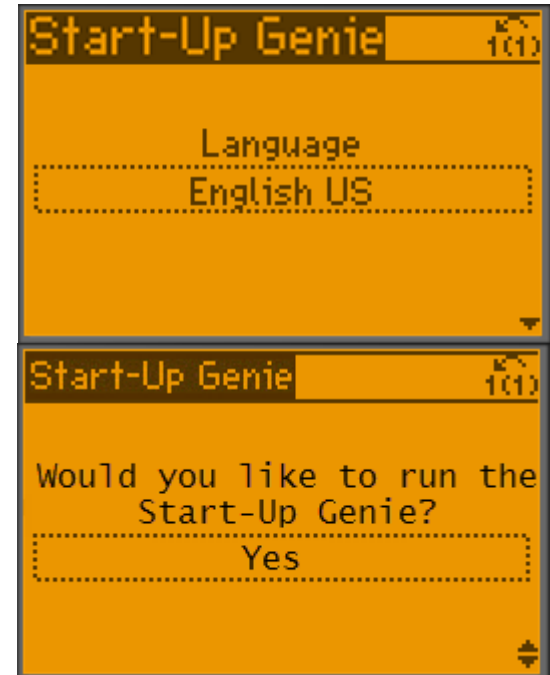 Start-Up Genie
1(1)
Language
English US
Start-Up Genie
1(1)
Would you like to run the
Start-Up Genie?
Yes